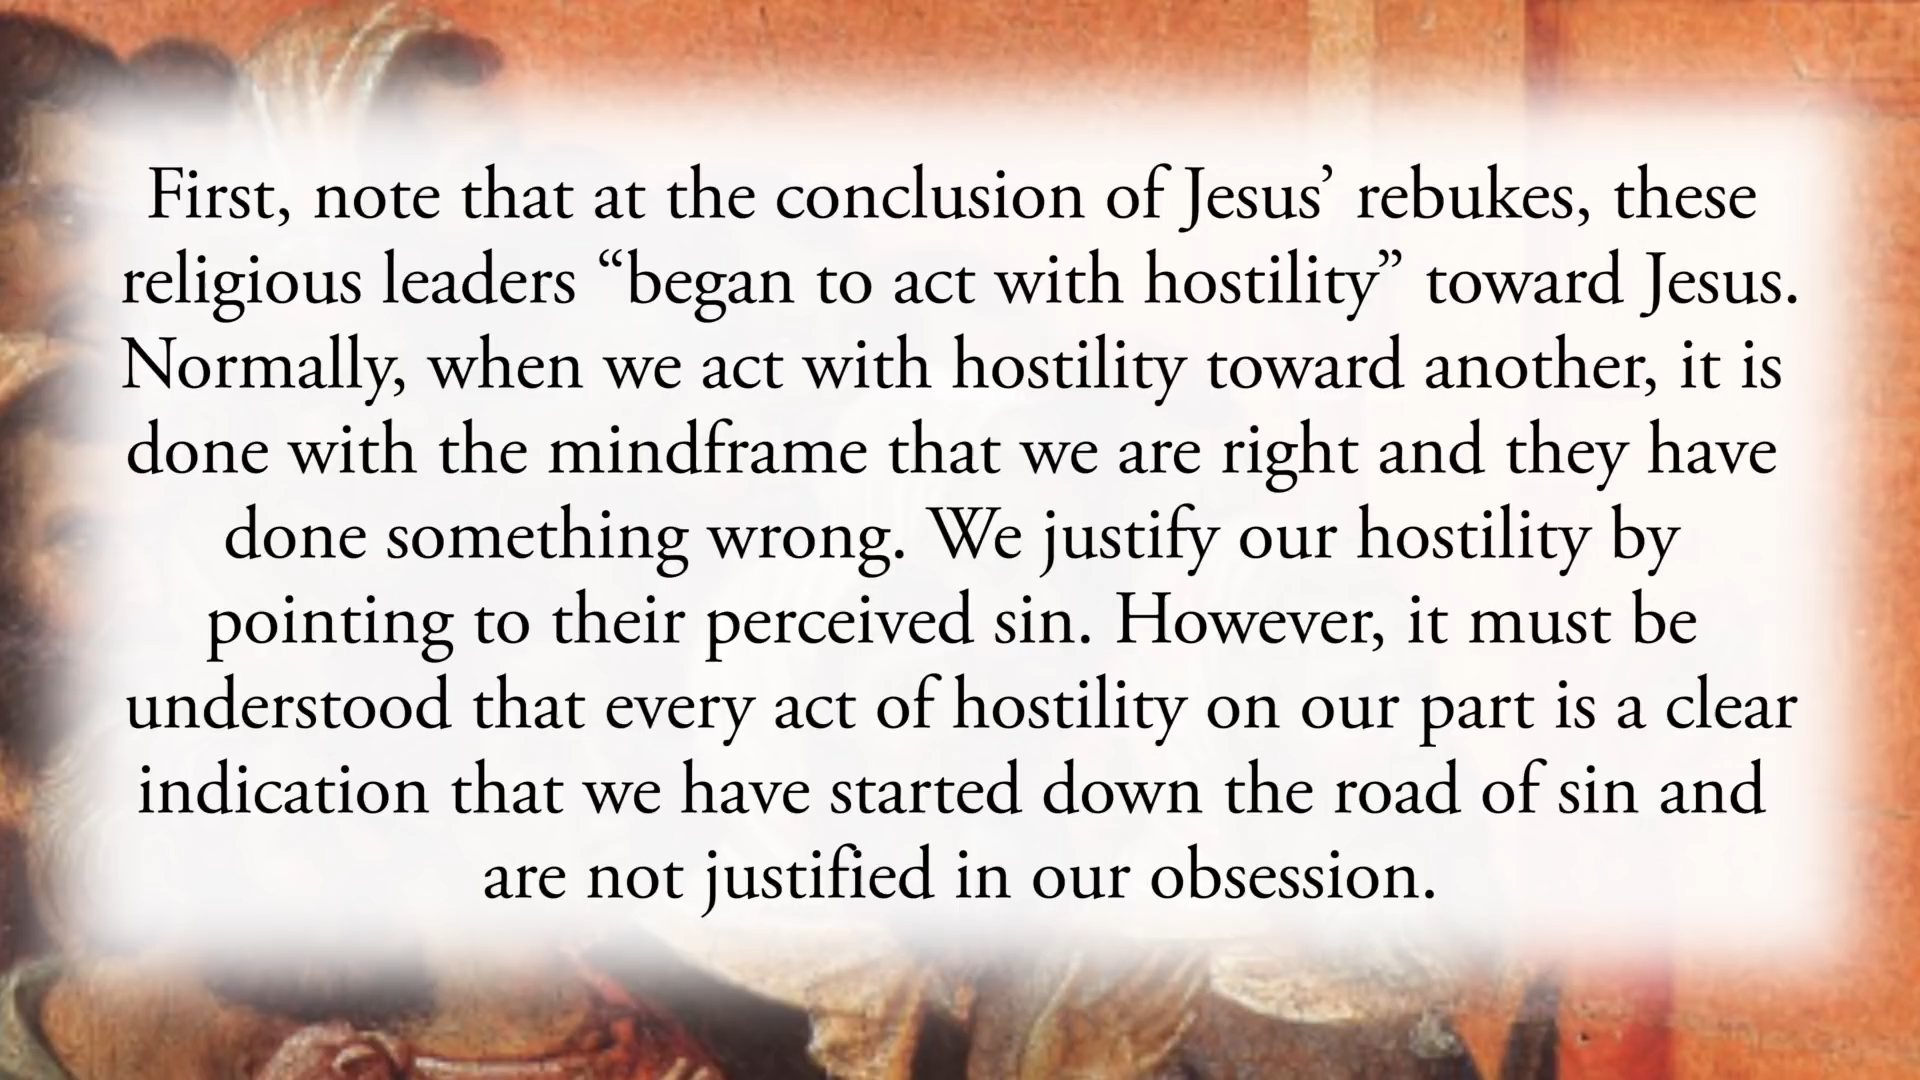 First, note that at the conclusion of Jesus’ rebukes, these
religious leaders “began to act with hostility” toward Jesus.
Normally, when we act with hostility toward another, it is
done with the mindframe that we are right and they have
done something wrong. We justify our hostility by
pointing to their perceived sin. However, it must be
understood that every act of hostility on our part is a clear
indication that we have started down the road of sin and
are not justified in our obsession.